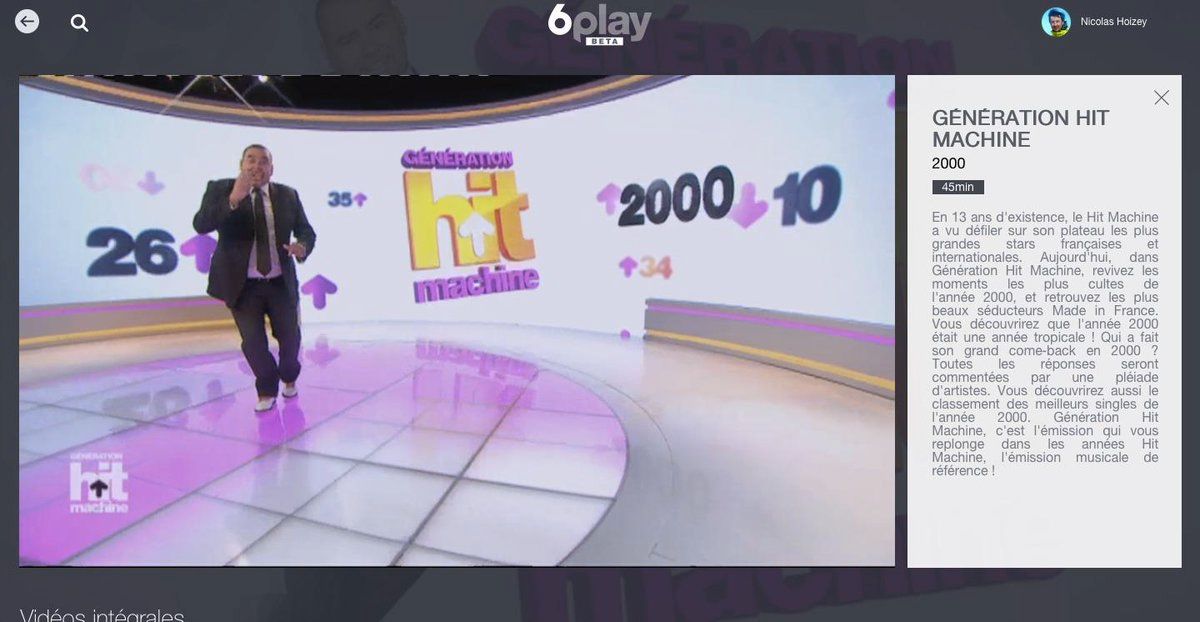 6play
BETA
Nicolas Hoizey
GÉNÉRATION
hit
machine
26
35
2000
10
34
GÉNÉRATION
hit
machine
GÉNÉRATION HIT
MACHINE
2000
45min
En 13 ans d'existence, le Hit Machine
a vu défiler sur son plateau les plus
grandes stars françaises et
internationales. Aujourd'hui, dans
Génération Hit Machine, revivez les
moments les plus cultes de
l'année 2000, et retrouvez les plus
beaux séducteurs Made in France.
Vous découvrirez que l'année 2000
était une année tropicale ! Qui a fait
son grand come-back en 2000 ?
Toutes les réponses seront
commentées par une pléiade
d'artistes. Vous découvrirez aussi le
classement des meilleurs singles de
l'année 2000. Génération Hit
Machine, c'est l'émission qui vous
replonge dans les années Hit
Machine, l'émission musicale de
référence !
Vidéos intégrales